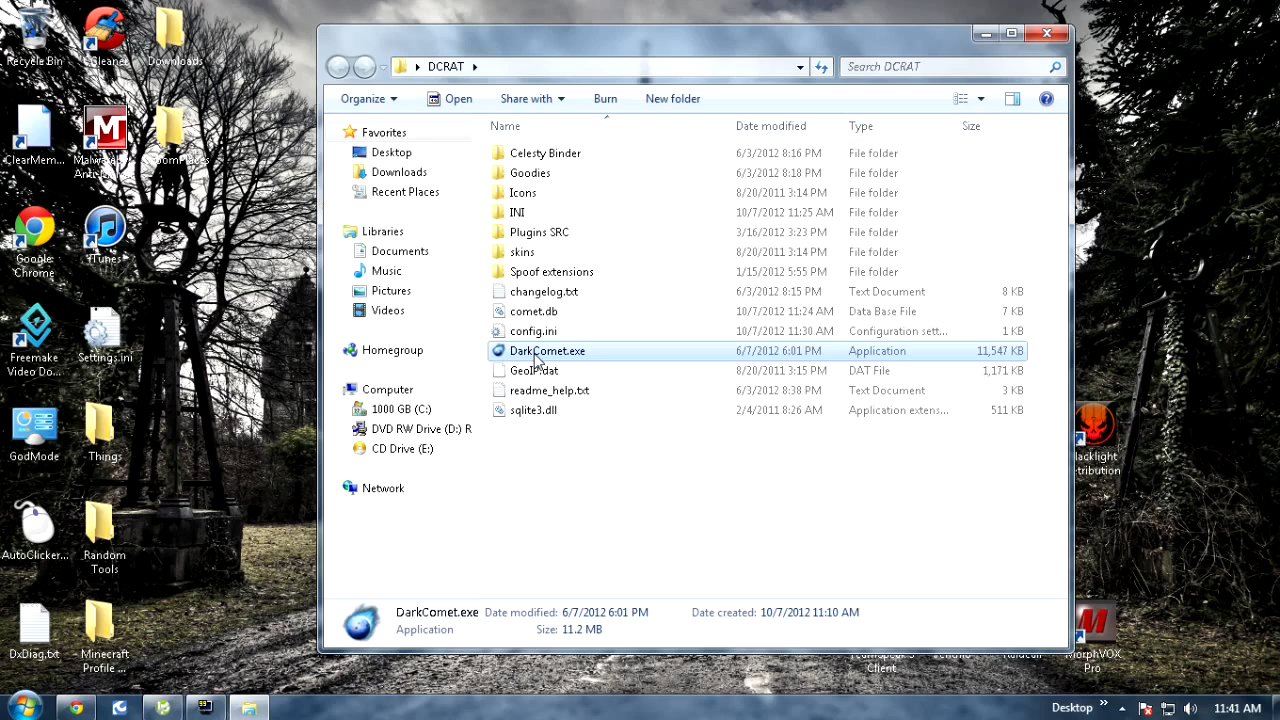 Recycle Bin
CCleaner
Downloads
DCRAT
Search DCRAT
Organize
Open
Share with
Burn
New folder
Name
Date modified
Type
Size
Favorites
Desktop
Downloads
Recent Places
Libraries
Documents
Music
Pictures
Videos
Homegroup
Computer
1000 GB (C:)
DVD RW Drive (D:) R
CD Drive (E:)
Network
Celesty Binder 6/3/2012 8:16 PM File folder
Goodies 6/3/2012 8:18 PM File folder
Icons 8/20/2011 3:14 PM File folder
INI 10/7/2012 11:25 AM File folder
Plugins SRC 3/16/2012 3:23 PM File folder
skins 8/20/2011 3:14 PM File folder
Spoof extensions 1/15/2012 5:55 PM File folder
changelog.txt 6/3/2012 8:15 PM Text Document 8 KB
comet.db 10/7/2012 11:24 AM Data Base File 7 KB
config.ini 10/7/2012 11:30 AM Configuration sett... 1 KB
DarkComet.exe 6/7/2012 6:01 PM Application 11,547 KB
GeoIP.dat 8/20/2011 3:15 PM DAT File 1,171 KB
readme_help.txt 6/3/2012 8:38 PM Text Document 3 KB
sqlite3.dll 2/4/2011 8:26 AM Application extens... 511 KB
DarkComet.exe Date modified: 6/7/2012 6:01 PM Date created: 10/7/2012 11:10 AM
Application Size: 11.2 MB
ClearMem...
Google
Chrome
iTunes
Freemake
Video Do...
Settings.ini
GodMode
Things
AutoClicker...
Random
Tools
DxDiag.txt
Minecraft
Profile ...
Client
MorphVOX
Pro
Desktop
11:41 AM